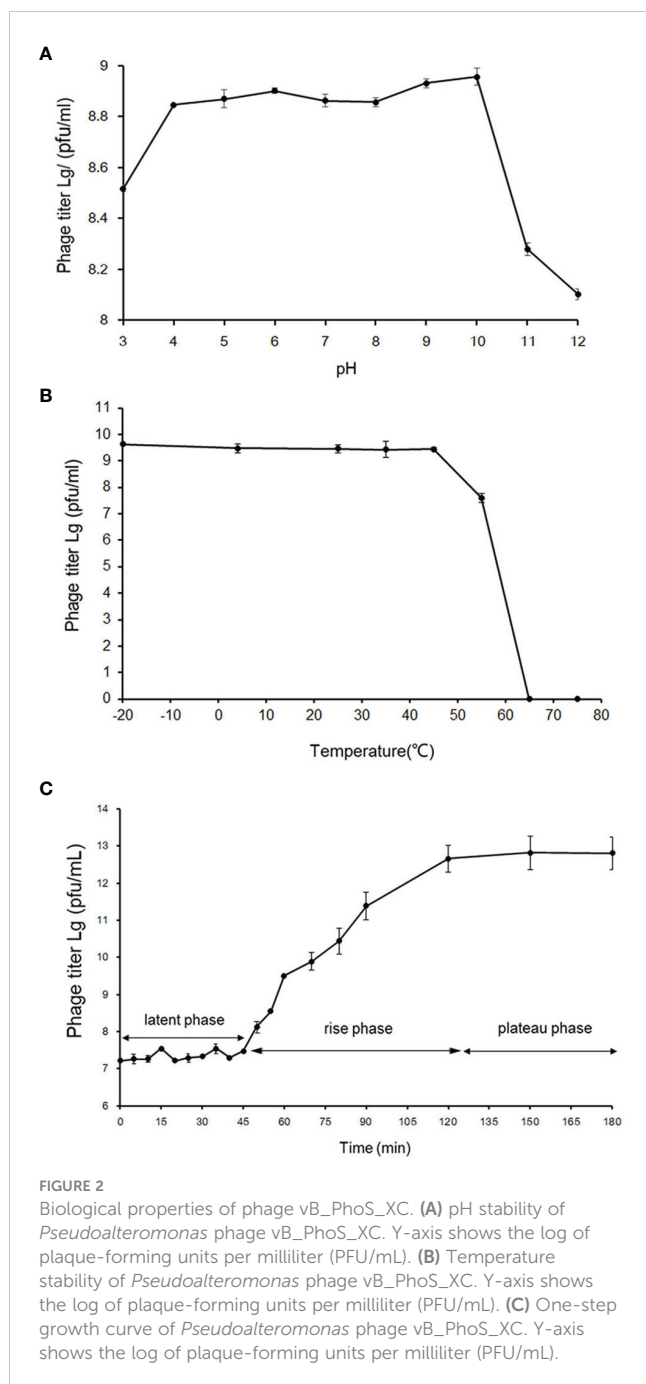 A
Phage titer Lg/ (pfu/ml)
9
8.8
8.6
8.4
8.2
8
3 4 5 6 7 8 9 10 11 12
pH
B
Phage titer Lg (pfu/ml)
11
10
9
8
7
6
5
4
3
2
1
0
-20 -10 0 10 20 30 40 50 60 70 80
Temperature(℃)
C
Phage titer Lg (pfu/mL)
14
13
12
11
10
9
8
7
6
latent phase
rise phase
plateau phase
0 15 30 45 60 75 90 105 120 135 150 165 180
Time (min)
FIGURE 2
Biological properties of phage vB_PhoS_XC. (A) pH stability of
Pseudoalteromonas phage vB_PhoS_XC. Y-axis shows the log of
plaque-forming units per milliliter (PFU/mL). (B) Temperature
stability of Pseudoalteromonas phage vB_PhoS_XC. Y-axis shows
the log of plaque-forming units per milliliter (PFU/mL). (C) One-step
growth curve of Pseudoalteromonas phage vB_PhoS_XC. Y-axis
shows the log of plaque-forming units per milliliter (PFU/mL).